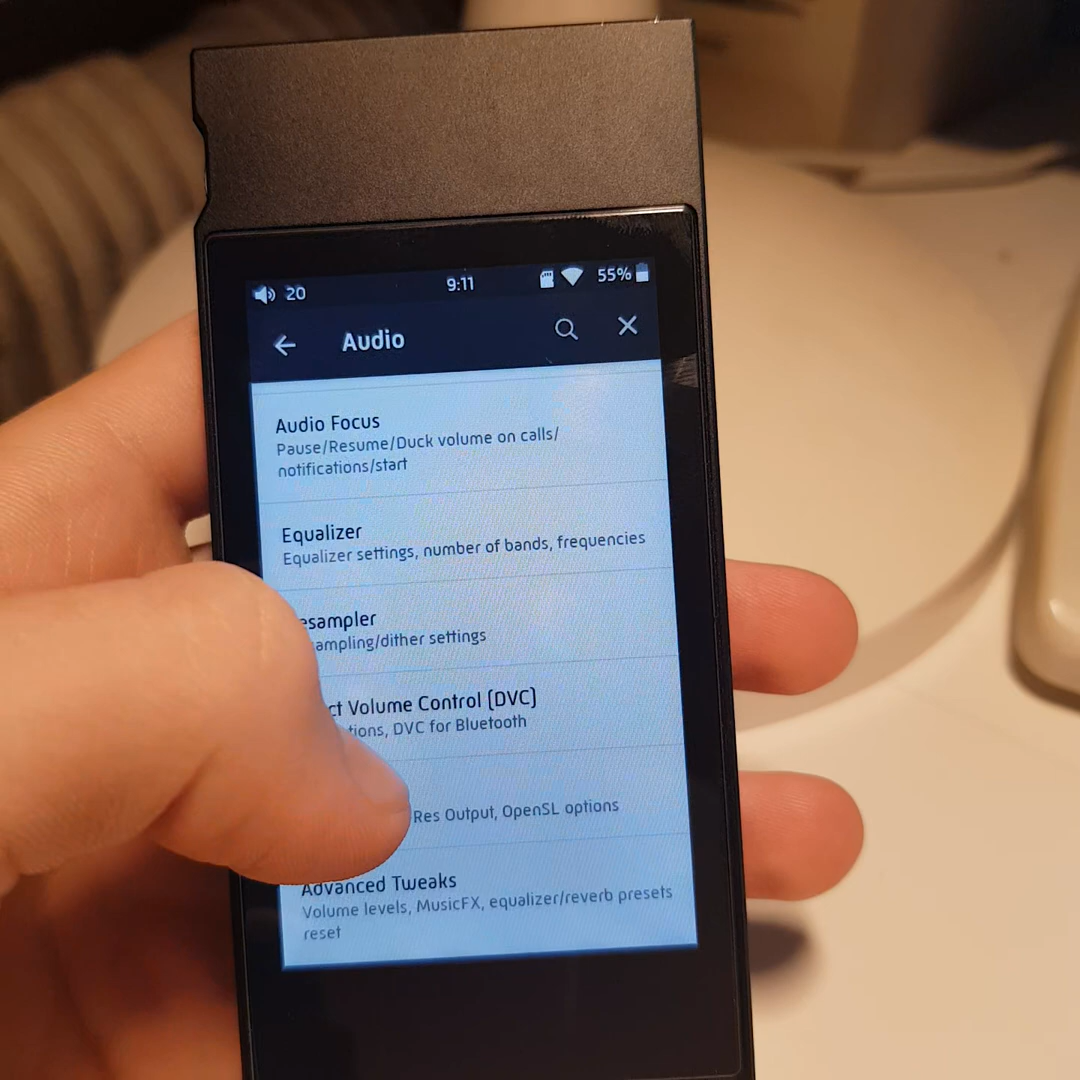 20
9:11
55%
Audio
Audio Focus
Pause/Resume/Duck volume on calls/
notifications/start
Equalizer
Equalizer settings, number of bands, frequencies
esampler
ampling/dither settings
ct Volume Control (DVC)
tions, DVC for Bluetooth
Res Output, OpenSL options
Advanced Tweaks
Volume levels, MusicFX, equalizer/reverb presets
reset